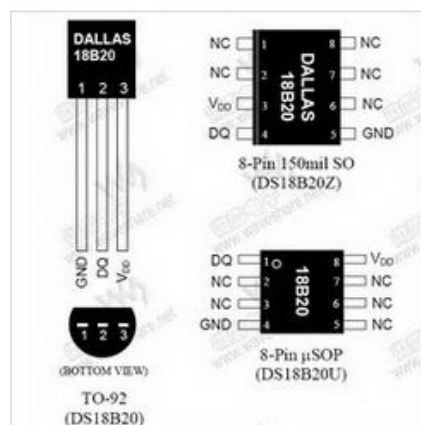 DALLAS
18B20
1 2 3
GND DQ VDD
1 2 3
(BOTTOM VIEW)
TO-92
(DS18B20)
NC 1 8 NC
NC 2 7 NC
VDD 3 6 NC
DQ 4 5 GND
DALLAS
18B20
8-Pin 150mil SO
(DS18B20Z)
DQ 1 8 VDD
NC 2 7 NC
NC 3 6 NC
GND 4 5 NC
18B20
8-Pin μSOP
(DS18B20U)
www.waveshare.net